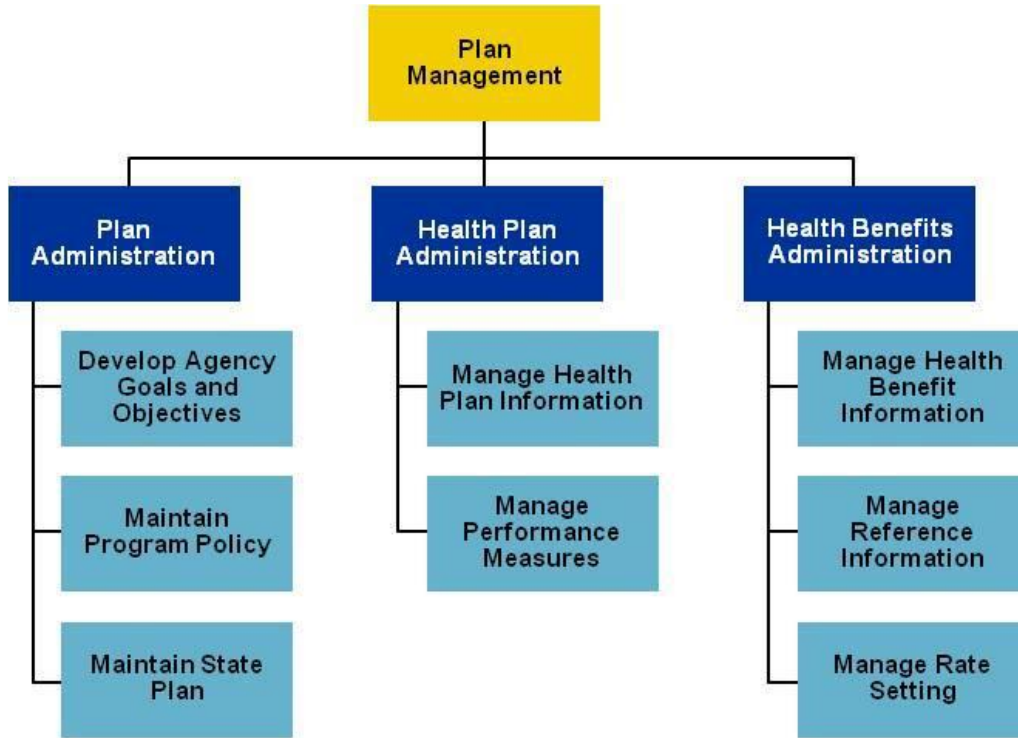 Plan
Management
Plan
Administration
Health Plan
Administration
Health Benefits
Administration
Develop Agency
Goals and
Objectives
Maintain
Program Policy
Maintain State
Plan
Manage Health
Plan Information
Manage
Performance
Measures
Manage Health
Benefit
Information
Manage
Reference
Information
Manage Rate
Setting